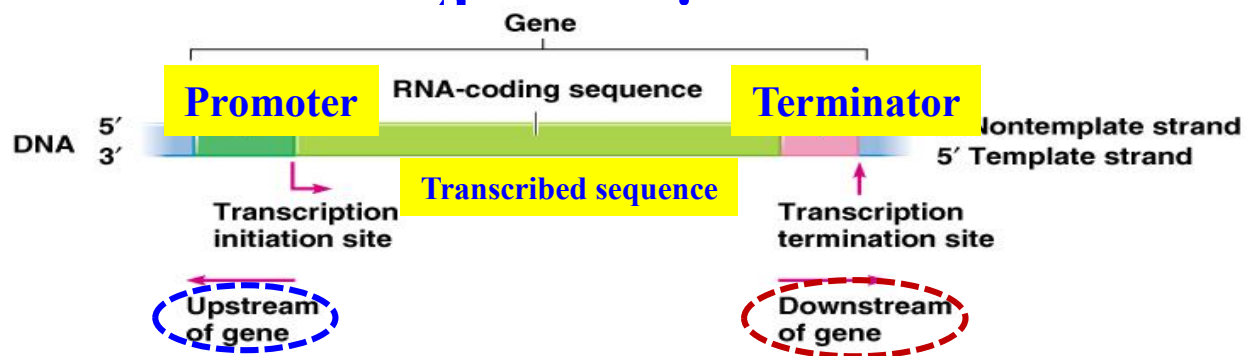 Gene
Promoter
RNA-coding sequence
Terminator
DNA
5′
3′
Nontemplate strand
5′ Template strand
Transcribed sequence
Transcription
initiation site
Transcription
termination site
Upstream
of gene
Downstream
of gene